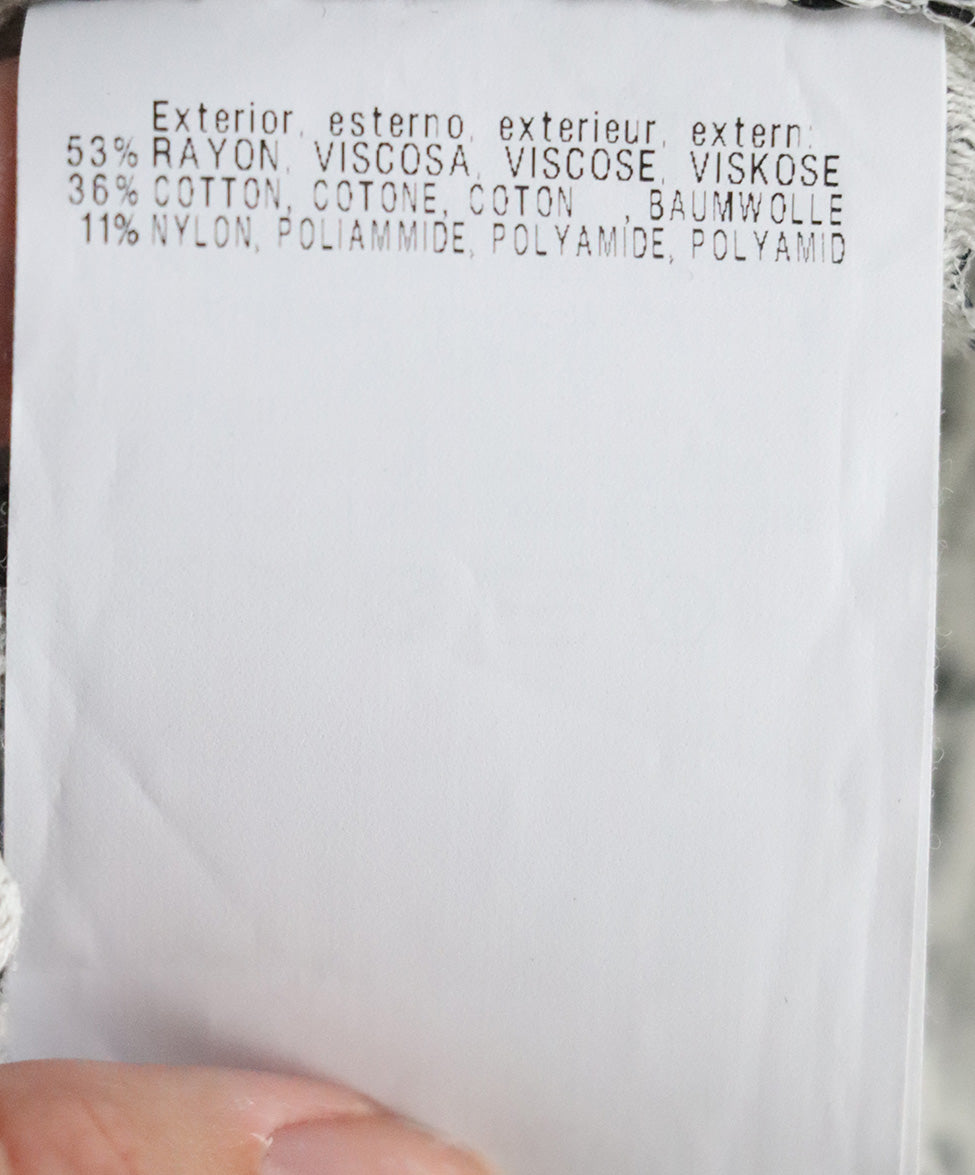 Exterior, esterno, exterieur, extern:
53% RAYON, VISCOSA, VISCOSE, VISKOSE
36% COTTON, COTONE, COTON , BAUMWOLLE
11% NYLON, POLIAMMIDE, POLYAMIDE, POLYAMID